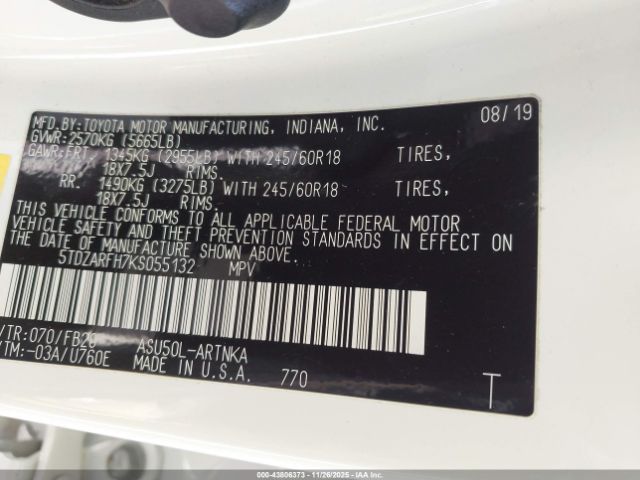 MFD.BY:TOYOTA MOTOR MANUFACTURING, INDIANA, INC. 08/19
GVWR:2570KG (5665LB)
GAWR:FRT. 1345KG (2955LB) WITH 245/60R18 TIRES,
18X7.5J RIMS.
RR. 1490KG (3275LB) WITH 245/60R18 TIRES,
18X7.5J RIMS.
THIS VEHICLE CONFORMS TO ALL APPLICABLE FEDERAL MOTOR
VEHICLE SAFETY AND THEFT PREVENTION STANDARDS IN EFFECT ON
THE DATE OF MANUFACTURE SHOWN ABOVE.
5TDZARFH7KS055132 MPV
/TR:070/FB20 ASU50L-ARTNKA
/TM:-03A/U760E MADE IN U.S.A. 770 T
IAA 000-43806373 | 11/26/2025 | IAAI.COM